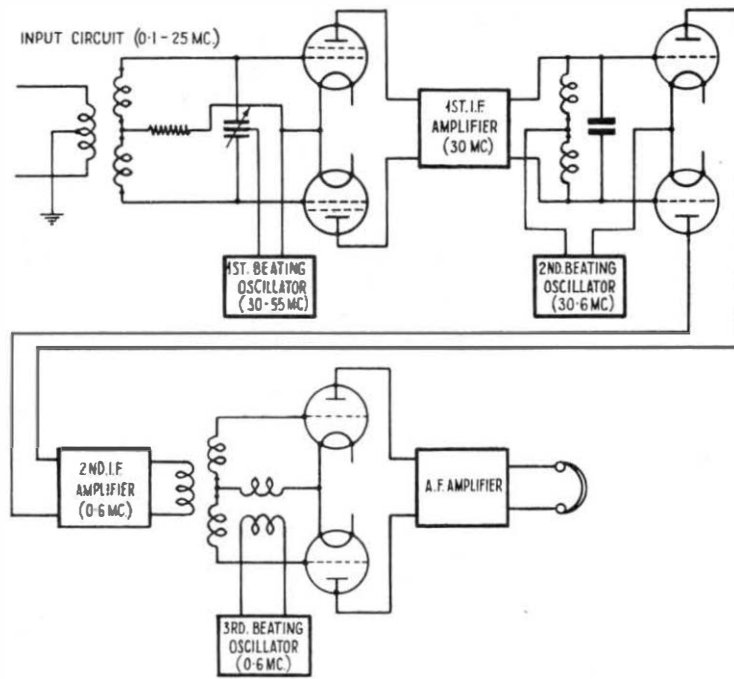 INPUT CIRCUIT (0·1 - 25 MC.)
1ST. I.F.
AMPLIFIER
(30 MC)
1ST. BEATING
OSCILLATOR
(30-55 MC)
2ND. BEATING
OSCILLATOR
(30·6 MC)
2ND. I.F.
AMPLIFIER
(0·6 MC.)
A.F. AMPLIFIER
3RD. BEATING
OSCILLATOR
(0·6 MC.)